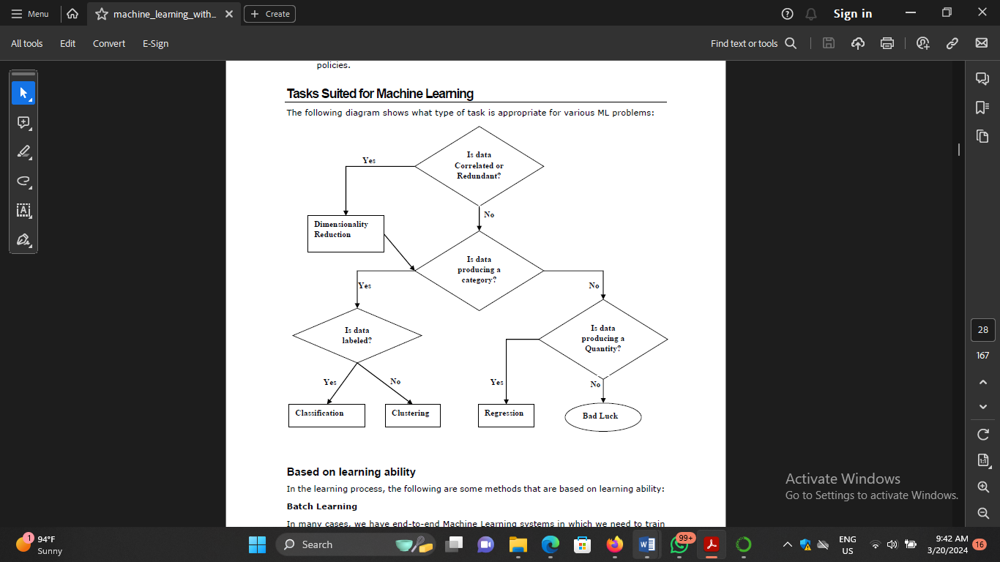 Menu
machine_learning_with...
Create
Sign in
All tools
Edit
Convert
E-Sign
Find text or tools
policies.
Tasks Suited for Machine Learning
The following diagram shows what type of task is appropriate for various ML problems:
Is data
Correlated or
Redundant?
Yes
No
Dimensionality
Reduction
Is data
producing a
category?
Yes
No
Is data
labeled?
Is data
producing a
Quantity?
Yes
No
Yes
No
Classification
Clustering
Regression
Bad Luck
Based on learning ability
In the learning process, the following are some methods that are based on learning ability:
Batch Learning
In many cases, we have end-to-end Machine Learning systems in which we need to train
28
167
1:1
Activate Windows
Go to Settings to activate Windows.
1
94°F
Sunny
Search
99+
ENG
US
9:42 AM
3/20/2024
16